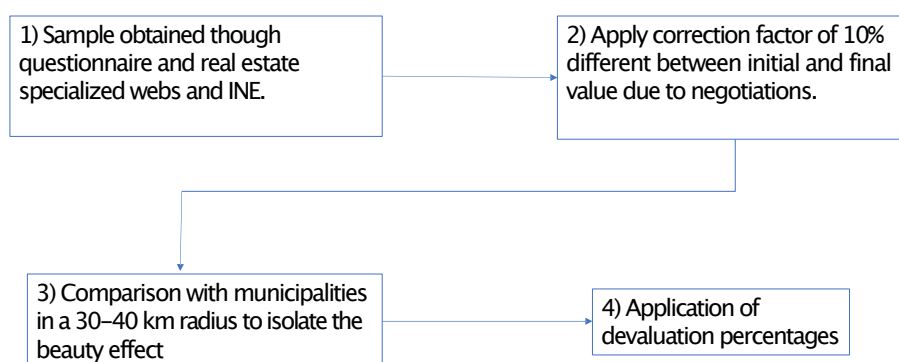 1) Sample obtained though
questionnaire and real estate
specialized webs and INE.
2) Apply correction factor of 10%
different between initial and final
value due to negotiations.
3) Comparison with municipalities
in a 30–40 km radius to isolate the
beauty effect
4) Application of
devaluation percentages